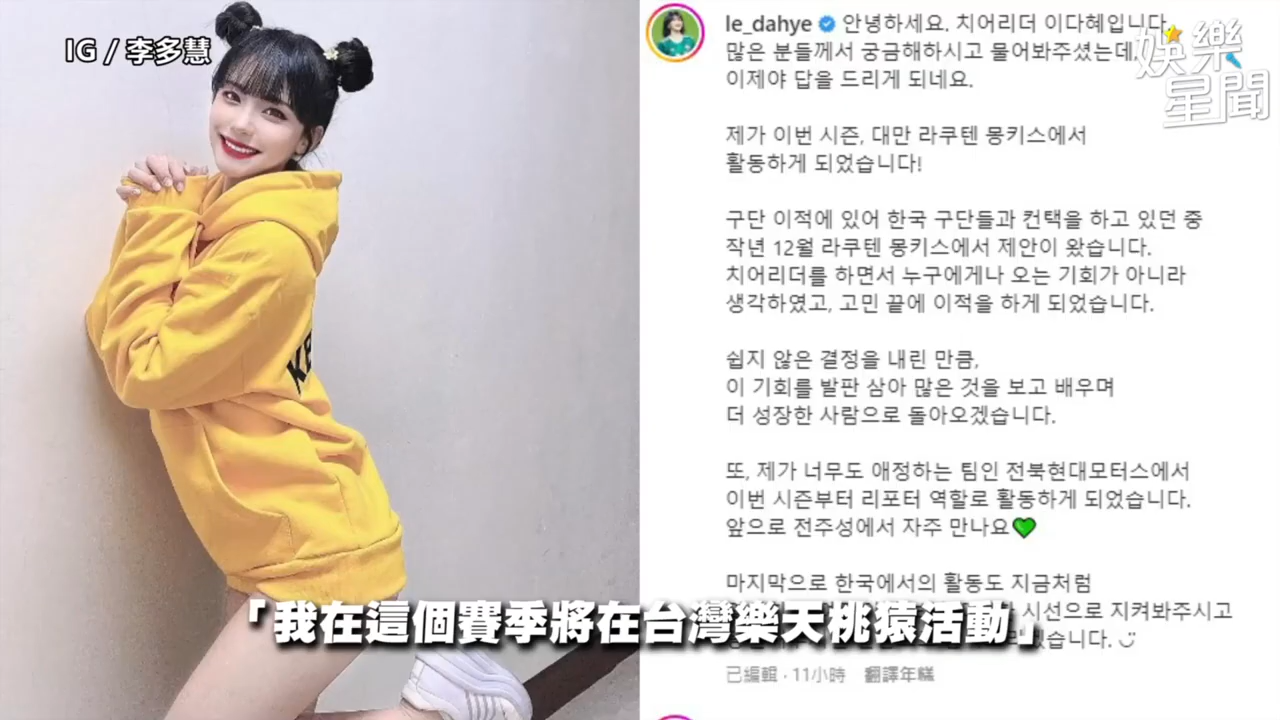 IG / 李多慧
le_dahye 안녕하세요. 치어리더 이다혜입니다.
많은 분들께서 궁금해하시고 물어봐주셨는데,
이제야 답을 드리게 되네요.
娛樂
星聞
제가 이번 시즌, 대만 라쿠텐 몽키스에서
활동하게 되었습니다!
구단 이적에 있어 한국 구단들과 컨택을 하고 있던 중
작년 12월 라쿠텐 몽키스에서 제안이 왔습니다.
치어리더를 하면서 누구에게나 오는 기회가 아니라
생각하였고, 고민 끝에 이적을 하게 되었습니다.
쉽지 않은 결정을 내린 만큼,
이 기회를 발판 삼아 많은 것을 보고 배우며
더 성장한 사람으로 돌아오겠습니다.
또, 제가 너무도 애정하는 팀인 전북현대모터스에서
이번 시즌부터 리포터 역할로 활동하게 되었습니다.
앞으로 전주성에서 자주 만나요💚
마지막으로 한국에서의 활동도 지금처럼
시선으로 지켜봐주시고
「我在這個賽季將在台灣樂天桃猿活動」
겠습니다.
已編輯 · 11小時 翻譯年糕